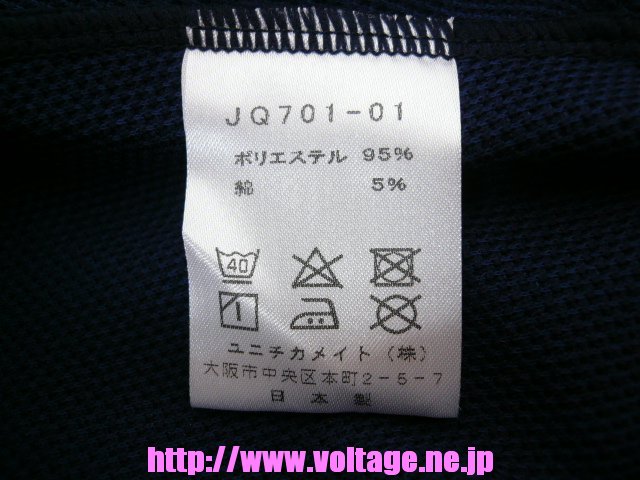 JQ701-01
ポリエステル 95%
綿 5%
40
ユニチカメイト(株)
大阪市中央区本町2-5-7
日本製
http://www.voltage.ne.jp